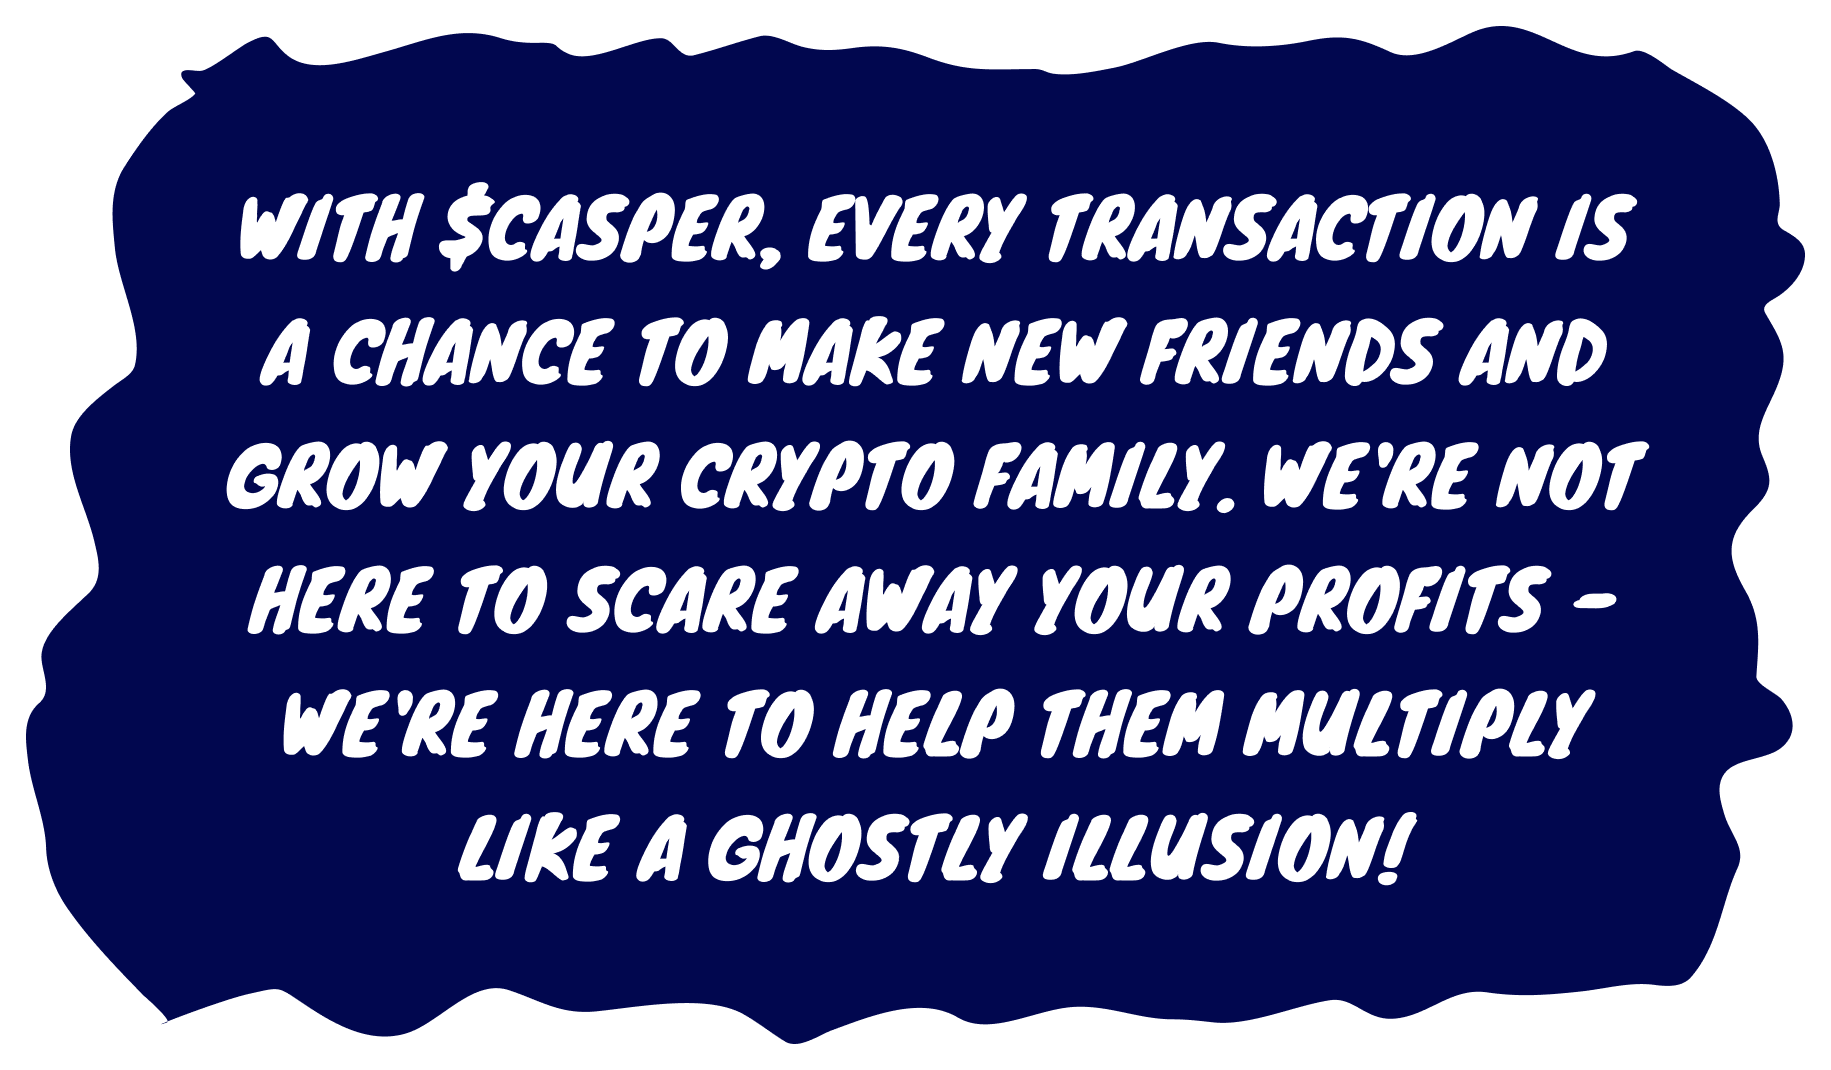 WITH $CASPER, EVERY TRANSACTION IS
A CHANCE TO MAKE NEW FRIENDS AND
GROW YOUR CRYPTO FAMILY. WE'RE NOT
HERE TO SCARE AWAY YOUR PROFITS -
WE'RE HERE TO HELP THEM MULTIPLY
LIKE A GHOSTLY ILLUSION!